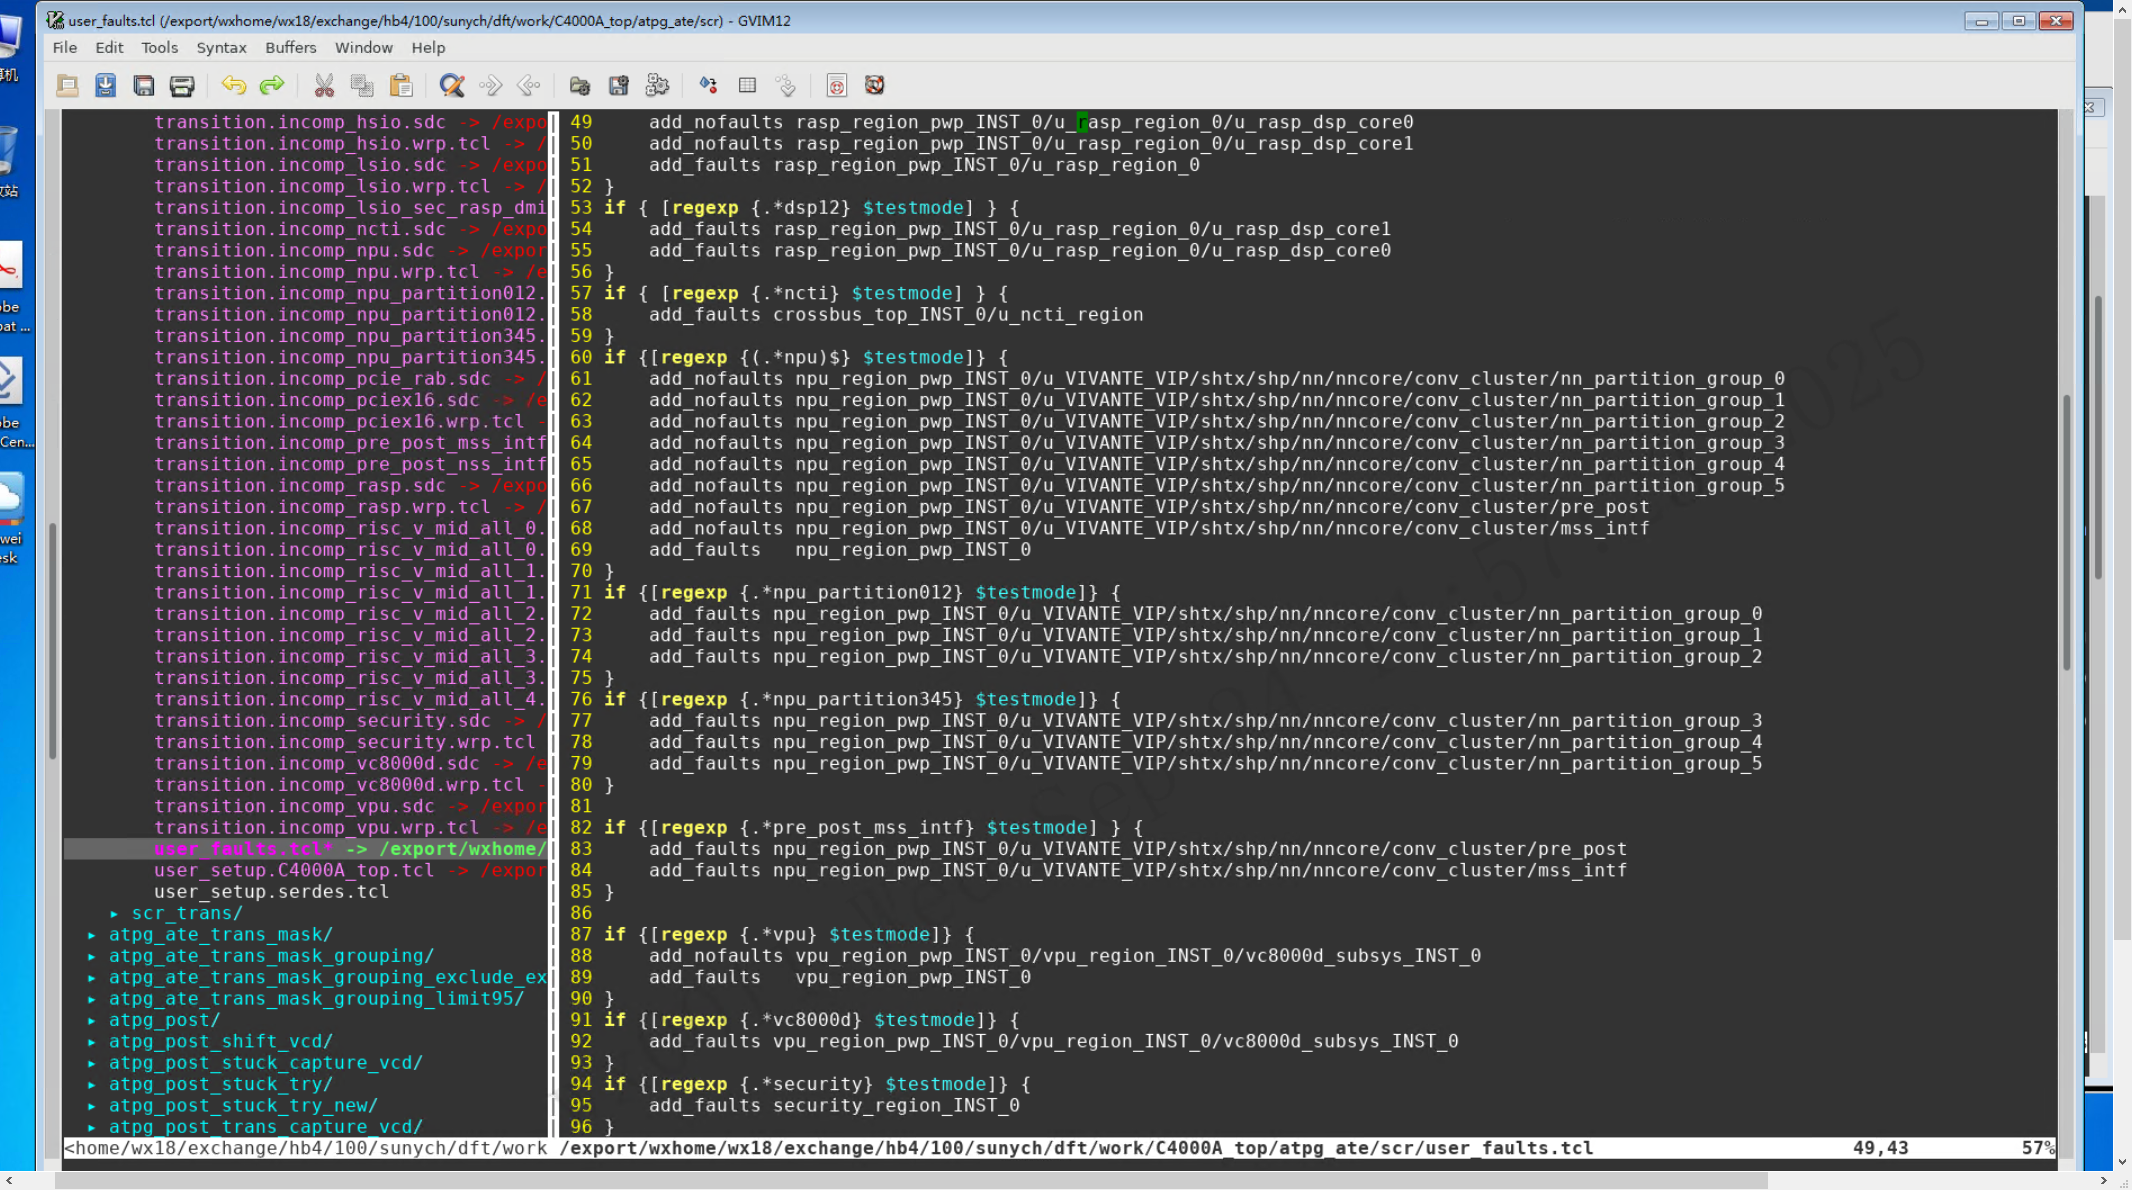 user_faults.tcl (/export/wxhome/wx18/exchange/hb4/100/sunych/dft/work/C4000A_top/atpg_ate/scr) - GVIM12
File Edit Tools Syntax Buffers Window Help
transition.incomp_hsio.sdc -> /expo
transition.incomp_hsio.wrp.tcl -> /
transition.incomp_lsio.sdc -> /expo
transition.incomp_lsio.wrp.tcl -> /
transition.incomp_lsio_sec_rasp_dmi
transition.incomp_ncti.sdc -> /expo
transition.incomp_npu.sdc -> /expor
transition.incomp_npu.wrp.tcl -> /e
transition.incomp_npu_partition012.
transition.incomp_npu_partition012.
transition.incomp_npu_partition345.
transition.incomp_npu_partition345.
transition.incomp_pcie_rab.sdc -> /
transition.incomp_pciex16.sdc -> /e
transition.incomp_pciex16.wrp.tcl -
transition.incomp_pre_post_mss_intf
transition.incomp_pre_post_nss_intf
transition.incomp_rasp.sdc -> /expo
transition.incomp_rasp.wrp.tcl -> /
transition.incomp_risc_v_mid_all_0.
transition.incomp_risc_v_mid_all_0.
transition.incomp_risc_v_mid_all_1.
transition.incomp_risc_v_mid_all_1.
transition.incomp_risc_v_mid_all_2.
transition.incomp_risc_v_mid_all_2.
transition.incomp_risc_v_mid_all_3.
transition.incomp_risc_v_mid_all_3.
transition.incomp_risc_v_mid_all_4.
transition.incomp_security.sdc -> /
transition.incomp_security.wrp.tcl
transition.incomp_vc8000d.sdc -> /e
transition.incomp_vc8000d.wrp.tcl -
transition.incomp_vpu.sdc -> /expor
transition.incomp_vpu.wrp.tcl -> /e
user_faults.tcl* -> /export/wxhome/
user_setup.C4000A_top.tcl -> /expor
user_setup.serdes.tcl
▸ scr_trans/
▸ atpg_ate_trans_mask/
▸ atpg_ate_trans_mask_grouping/
▸ atpg_ate_trans_mask_grouping_exclude_ex
▸ atpg_ate_trans_mask_grouping_limit95/
▸ atpg_post/
▸ atpg_post_shift_vcd/
▸ atpg_post_stuck_capture_vcd/
▸ atpg_post_stuck_try/
▸ atpg_post_stuck_try_new/
▸ atpg_post_trans_capture_vcd/
49     add_nofaults rasp_region_pwp_INST_0/u_rasp_region_0/u_rasp_dsp_core0
50     add_nofaults rasp_region_pwp_INST_0/u_rasp_region_0/u_rasp_dsp_core1
51     add_faults rasp_region_pwp_INST_0/u_rasp_region_0
52 }
53 if { [regexp {.*dsp12} $testmode] } {
54     add_faults rasp_region_pwp_INST_0/u_rasp_region_0/u_rasp_dsp_core1
55     add_faults rasp_region_pwp_INST_0/u_rasp_region_0/u_rasp_dsp_core0
56 }
57 if { [regexp {.*ncti} $testmode] } {
58     add_faults crossbus_top_INST_0/u_ncti_region
59 }
60 if {[regexp {(.*npu)$} $testmode]} {
61     add_nofaults npu_region_pwp_INST_0/u_VIVANTE_VIP/shtx/shp/nn/nncore/conv_cluster/nn_partition_group_0
62     add_nofaults npu_region_pwp_INST_0/u_VIVANTE_VIP/shtx/shp/nn/nncore/conv_cluster/nn_partition_group_1
63     add_nofaults npu_region_pwp_INST_0/u_VIVANTE_VIP/shtx/shp/nn/nncore/conv_cluster/nn_partition_group_2
64     add_nofaults npu_region_pwp_INST_0/u_VIVANTE_VIP/shtx/shp/nn/nncore/conv_cluster/nn_partition_group_3
65     add_nofaults npu_region_pwp_INST_0/u_VIVANTE_VIP/shtx/shp/nn/nncore/conv_cluster/nn_partition_group_4
66     add_nofaults npu_region_pwp_INST_0/u_VIVANTE_VIP/shtx/shp/nn/nncore/conv_cluster/nn_partition_group_5
67     add_nofaults npu_region_pwp_INST_0/u_VIVANTE_VIP/shtx/shp/nn/nncore/conv_cluster/pre_post
68     add_nofaults npu_region_pwp_INST_0/u_VIVANTE_VIP/shtx/shp/nn/nncore/conv_cluster/mss_intf
69     add_faults   npu_region_pwp_INST_0
70 }
71 if {[regexp {.*npu_partition012} $testmode]} {
72     add_faults npu_region_pwp_INST_0/u_VIVANTE_VIP/shtx/shp/nn/nncore/conv_cluster/nn_partition_group_0
73     add_faults npu_region_pwp_INST_0/u_VIVANTE_VIP/shtx/shp/nn/nncore/conv_cluster/nn_partition_group_1
74     add_faults npu_region_pwp_INST_0/u_VIVANTE_VIP/shtx/shp/nn/nncore/conv_cluster/nn_partition_group_2
75 }
76 if {[regexp {.*npu_partition345} $testmode]} {
77     add_faults npu_region_pwp_INST_0/u_VIVANTE_VIP/shtx/shp/nn/nncore/conv_cluster/nn_partition_group_3
78     add_faults npu_region_pwp_INST_0/u_VIVANTE_VIP/shtx/shp/nn/nncore/conv_cluster/nn_partition_group_4
79     add_faults npu_region_pwp_INST_0/u_VIVANTE_VIP/shtx/shp/nn/nncore/conv_cluster/nn_partition_group_5
80 }
81
82 if {[regexp {.*pre_post_mss_intf} $testmode] } {
83     add_faults npu_region_pwp_INST_0/u_VIVANTE_VIP/shtx/shp/nn/nncore/conv_cluster/pre_post
84     add_faults npu_region_pwp_INST_0/u_VIVANTE_VIP/shtx/shp/nn/nncore/conv_cluster/mss_intf
85 }
86
87 if {[regexp {.*vpu} $testmode]} {
88     add_nofaults vpu_region_pwp_INST_0/vpu_region_INST_0/vc8000d_subsys_INST_0
89     add_faults   vpu_region_pwp_INST_0
90 }
91 if {[regexp {.*vc8000d} $testmode]} {
92     add_faults vpu_region_pwp_INST_0/vpu_region_INST_0/vc8000d_subsys_INST_0
93 }
94 if {[regexp {.*security} $testmode]} {
95     add_faults security_region_INST_0
96 }
<home/wx18/exchange/hb4/100/sunych/dft/work /export/wxhome/wx18/exchange/hb4/100/sunych/dft/work/C4000A_top/atpg_ate/scr/user_faults.tcl 49,43 57%